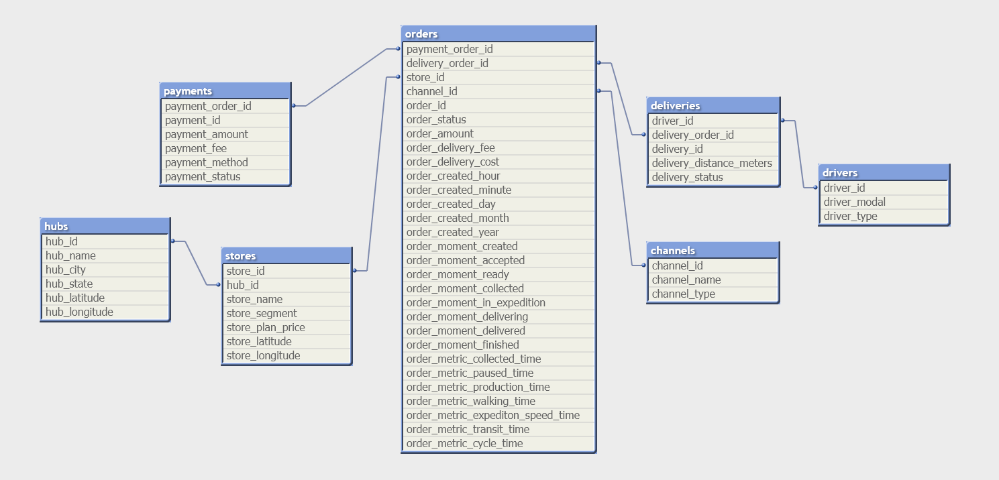 orders
payment_order_id
delivery_order_id
store_id
channel_id
order_id
order_status
order_amount
order_delivery_fee
order_delivery_cost
order_created_hour
order_created_minute
order_created_day
order_created_month
order_created_year
order_moment_created
order_moment_accepted
order_moment_ready
order_moment_collected
order_moment_in_expedition
order_moment_delivering
order_moment_delivered
order_moment_finished
order_metric_collected_time
order_metric_paused_time
order_metric_production_time
order_metric_walking_time
order_metric_expediton_speed_time
order_metric_transit_time
order_metric_cycle_time
payments
payment_order_id
payment_id
payment_amount
payment_fee
payment_method
payment_status
hubs
hub_id
hub_name
hub_city
hub_state
hub_latitude
hub_longitude
stores
store_id
hub_id
store_name
store_segment
store_plan_price
store_latitude
store_longitude
deliveries
driver_id
delivery_order_id
delivery_id
delivery_distance_meters
delivery_status
drivers
driver_id
driver_modal
driver_type
channels
channel_id
channel_name
channel_type